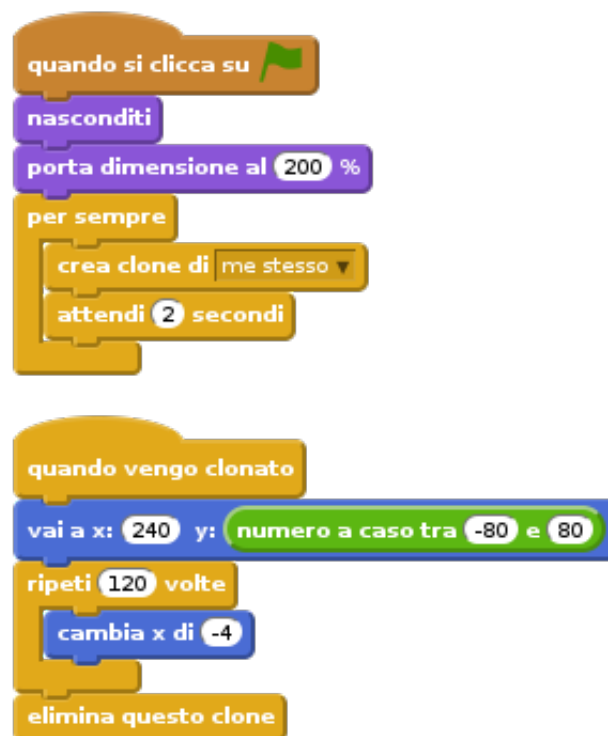 quando si clicca su
nasconditi
porta dimensione al 200 %
per sempre
crea clone di me stesso
attendi 2 secondi
quando vengo clonato
vai a x: 240 y: numero a caso tra -80 e 80
ripeti 120 volte
cambia x di -4
elimina questo clone